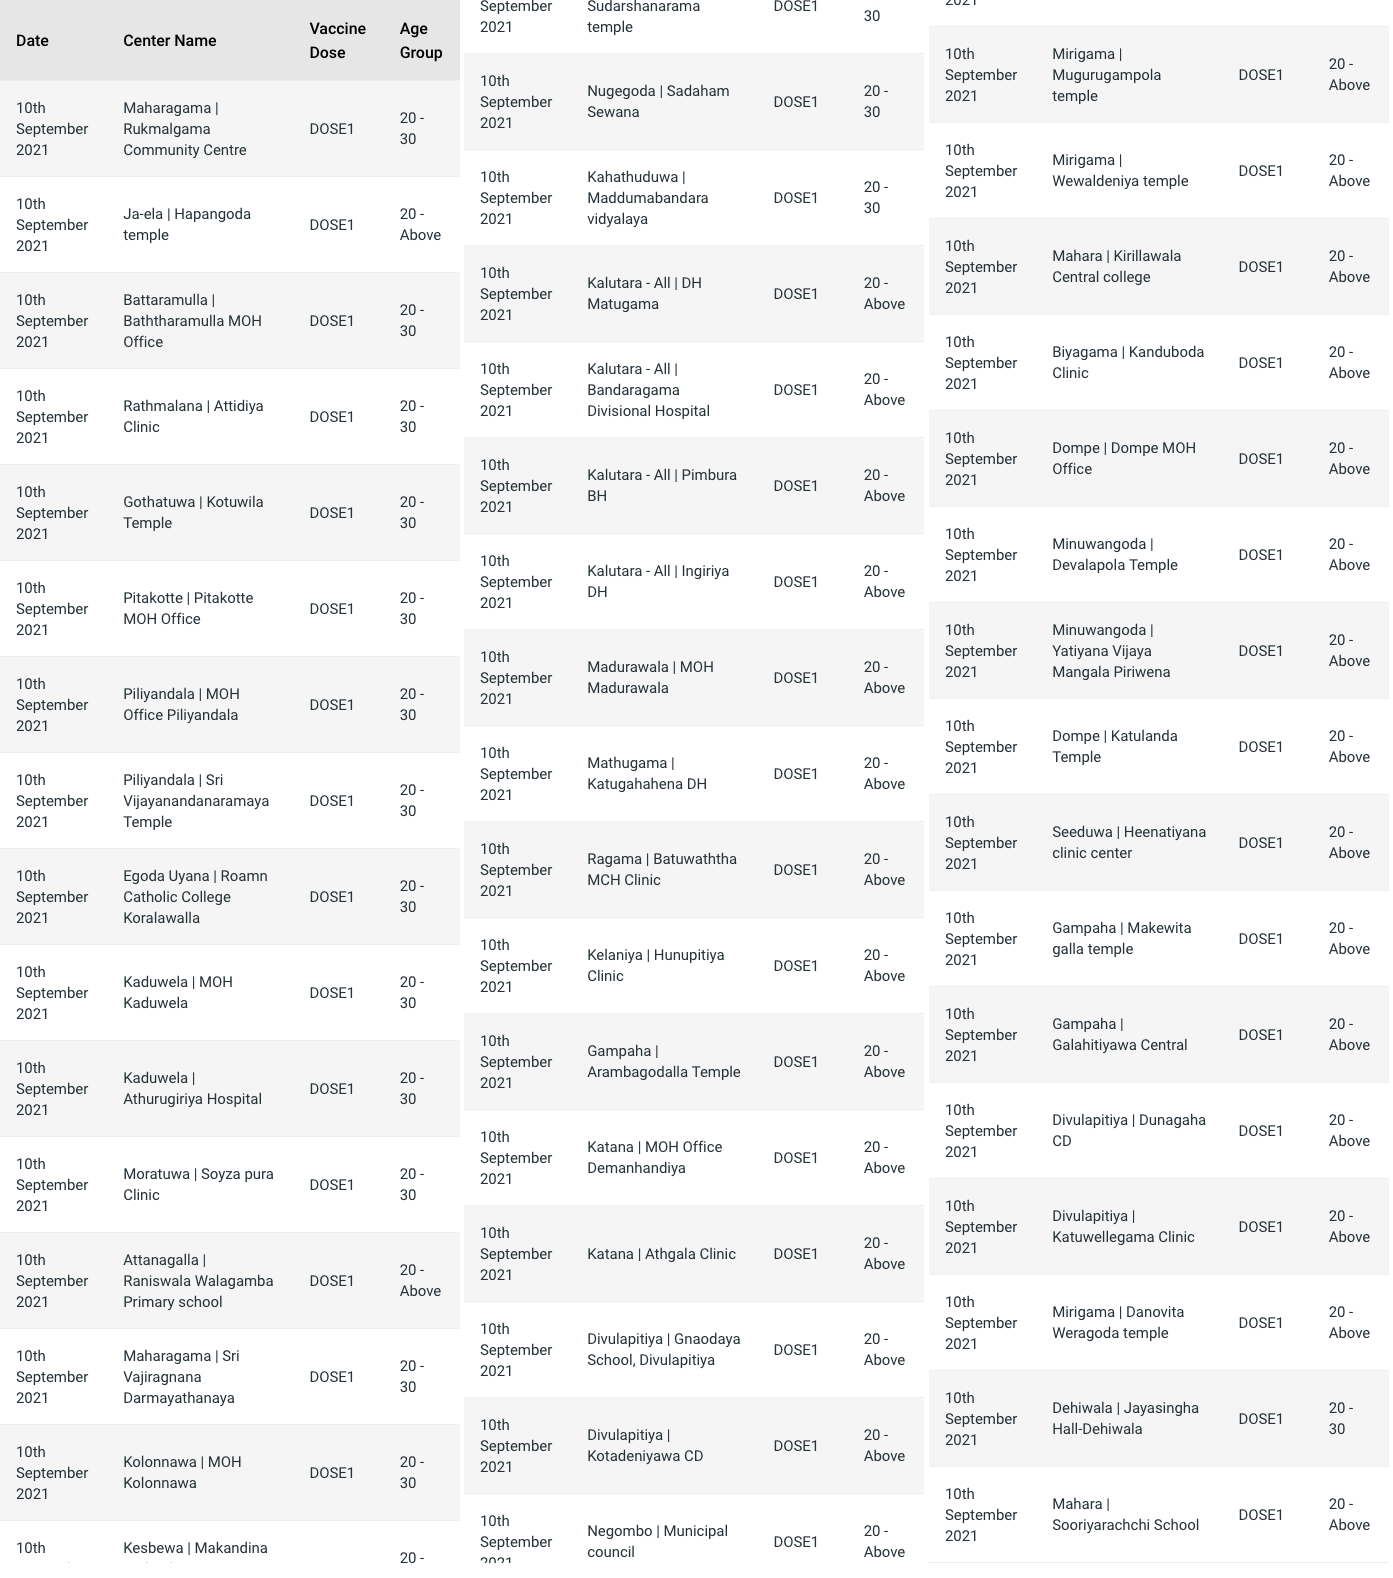 Date
Center Name
Vaccine
Dose
Age
Group
10th
September
2021
Maharagama |
Rukmalgama
Community Centre
DOSE1
20 -
30
10th
September
2021
Ja-ela | Hapangoda
temple
DOSE1
20 -
Above
10th
September
2021
Battaramulla |
Baththaramulla MOH
Office
DOSE1
20 -
30
10th
September
2021
Rathmalana | Attidiya
Clinic
DOSE1
20 -
30
10th
September
2021
Gothatuwa | Kotuwila
Temple
DOSE1
20 -
30
10th
September
2021
Pitakotte | Pitakotte
MOH Office
DOSE1
20 -
30
10th
September
2021
Piliyandala | MOH
Office Piliyandala
DOSE1
20 -
30
10th
September
2021
Piliyandala | Sri
Vijayanandanaramaya
Temple
DOSE1
20 -
30
10th
September
2021
Egoda Uyana | Roamn
Catholic College
Koralawalla
DOSE1
20 -
30
10th
September
2021
Kaduwela | MOH
Kaduwela
DOSE1
20 -
30
10th
September
2021
Kaduwela |
Athurugiriya Hospital
DOSE1
20 -
30
10th
September
2021
Moratuwa | Soyza pura
Clinic
DOSE1
20 -
30
10th
September
2021
Attanagalla |
Raniswala Walagamba
Primary school
DOSE1
20 -
Above
10th
September
2021
Maharagama | Sri
Vajiragnana
Darmayathanaya
DOSE1
20 -
30
10th
September
2021
Kolonnawa | MOH
Kolonnawa
DOSE1
20 -
30
10th
Kesbewa | Makandina
20 -
September
2021
Sudarshanarama
temple
DOSE1
30
10th
September
2021
Nugegoda | Sadaham
Sewana
DOSE1
20 -
30
10th
September
2021
Kahathuduwa |
Maddumabandara
vidyalaya
DOSE1
20 -
30
10th
September
2021
Kalutara - All | DH
Matugama
DOSE1
20 -
Above
10th
September
2021
Kalutara - All |
Bandaragama
Divisional Hospital
DOSE1
20 -
Above
10th
September
2021
Kalutara - All | Pimbura
BH
DOSE1
20 -
Above
10th
September
2021
Kalutara - All | Ingiriya
DH
DOSE1
20 -
Above
10th
September
2021
Madurawala | MOH
Madurawala
DOSE1
20 -
Above
10th
September
2021
Mathugama |
Katugahahena DH
DOSE1
20 -
Above
10th
September
2021
Ragama | Batuwaththa
MCH Clinic
DOSE1
20 -
Above
10th
September
2021
Kelaniya | Hunupitiya
Clinic
DOSE1
20 -
Above
10th
September
2021
Gampaha |
Arambagodalla Temple
DOSE1
20 -
Above
10th
September
2021
Katana | MOH Office
Demanhandiya
DOSE1
20 -
Above
10th
September
2021
Katana | Athgala Clinic
DOSE1
20 -
Above
10th
September
2021
Divulapitiya | Gnaodaya
School, Divulapitiya
DOSE1
20 -
Above
10th
September
2021
Divulapitiya |
Kotadeniyawa CD
DOSE1
20 -
Above
10th
September
2021
Negombo | Municipal
council
DOSE1
20 -
Above
2021
10th
September
2021
Mirigama |
Mugurugampola
temple
DOSE1
20 -
Above
10th
September
2021
Mirigama |
Wewaldeniya temple
DOSE1
20 -
Above
10th
September
2021
Mahara | Kirillawala
Central college
DOSE1
20 -
Above
10th
September
2021
Biyagama | Kanduboda
Clinic
DOSE1
20 -
Above
10th
September
2021
Dompe | Dompe MOH
Office
DOSE1
20 -
Above
10th
September
2021
Minuwangoda |
Devalapola Temple
DOSE1
20 -
Above
10th
September
2021
Minuwangoda |
Yatiyana Vijaya
Mangala Piriwena
DOSE1
20 -
Above
10th
September
2021
Dompe | Katulanda
Temple
DOSE1
20 -
Above
10th
September
2021
Seeduwa | Heenatiyana
clinic center
DOSE1
20 -
Above
10th
September
2021
Gampaha | Makewita
galla temple
DOSE1
20 -
Above
10th
September
2021
Gampaha |
Galahitiyawa Central
DOSE1
20 -
Above
10th
September
2021
Divulapitiya | Dunagaha
CD
DOSE1
20 -
Above
10th
September
2021
Divulapitiya |
Katuwellegama Clinic
DOSE1
20 -
Above
10th
September
2021
Mirigama | Danovita
Weragoda temple
DOSE1
20 -
Above
10th
September
2021
Dehiwala | Jayasingha
Hall-Dehiwala
DOSE1
20 -
30
10th
September
2021
Mahara |
Sooriyarachchi School
DOSE1
20 -
Above